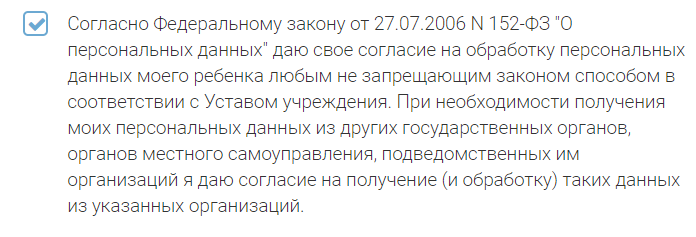 Согласно Федеральному закону от 27.07.2006 N 152-ФЗ "О
персональных данных" даю свое согласие на обработку персональных
данных моего ребенка любым не запрещающим законом способом в
соответствии с Уставом учреждения. При необходимости получения
моих персональных данных из других государственных органов,
органов местного самоуправления, подведомственных им
организаций я даю согласие на получение (и обработку) таких данных
из указанных организаций.